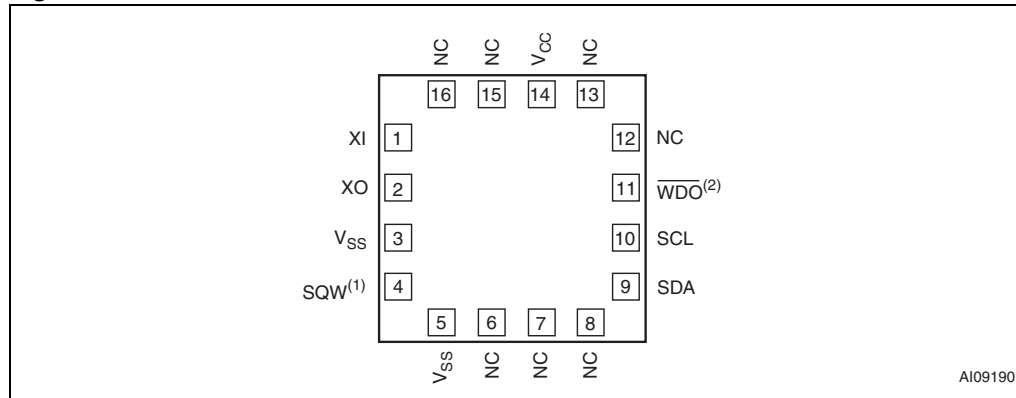 NC NC VCC NC
16 15 14 13
XI 1 12 NC
XO 2 11 WDO(2)
VSS 3 10 SCL
SQW(1) 4 9 SDA
5 6 7 8
VSS NC NC NC
AI09190